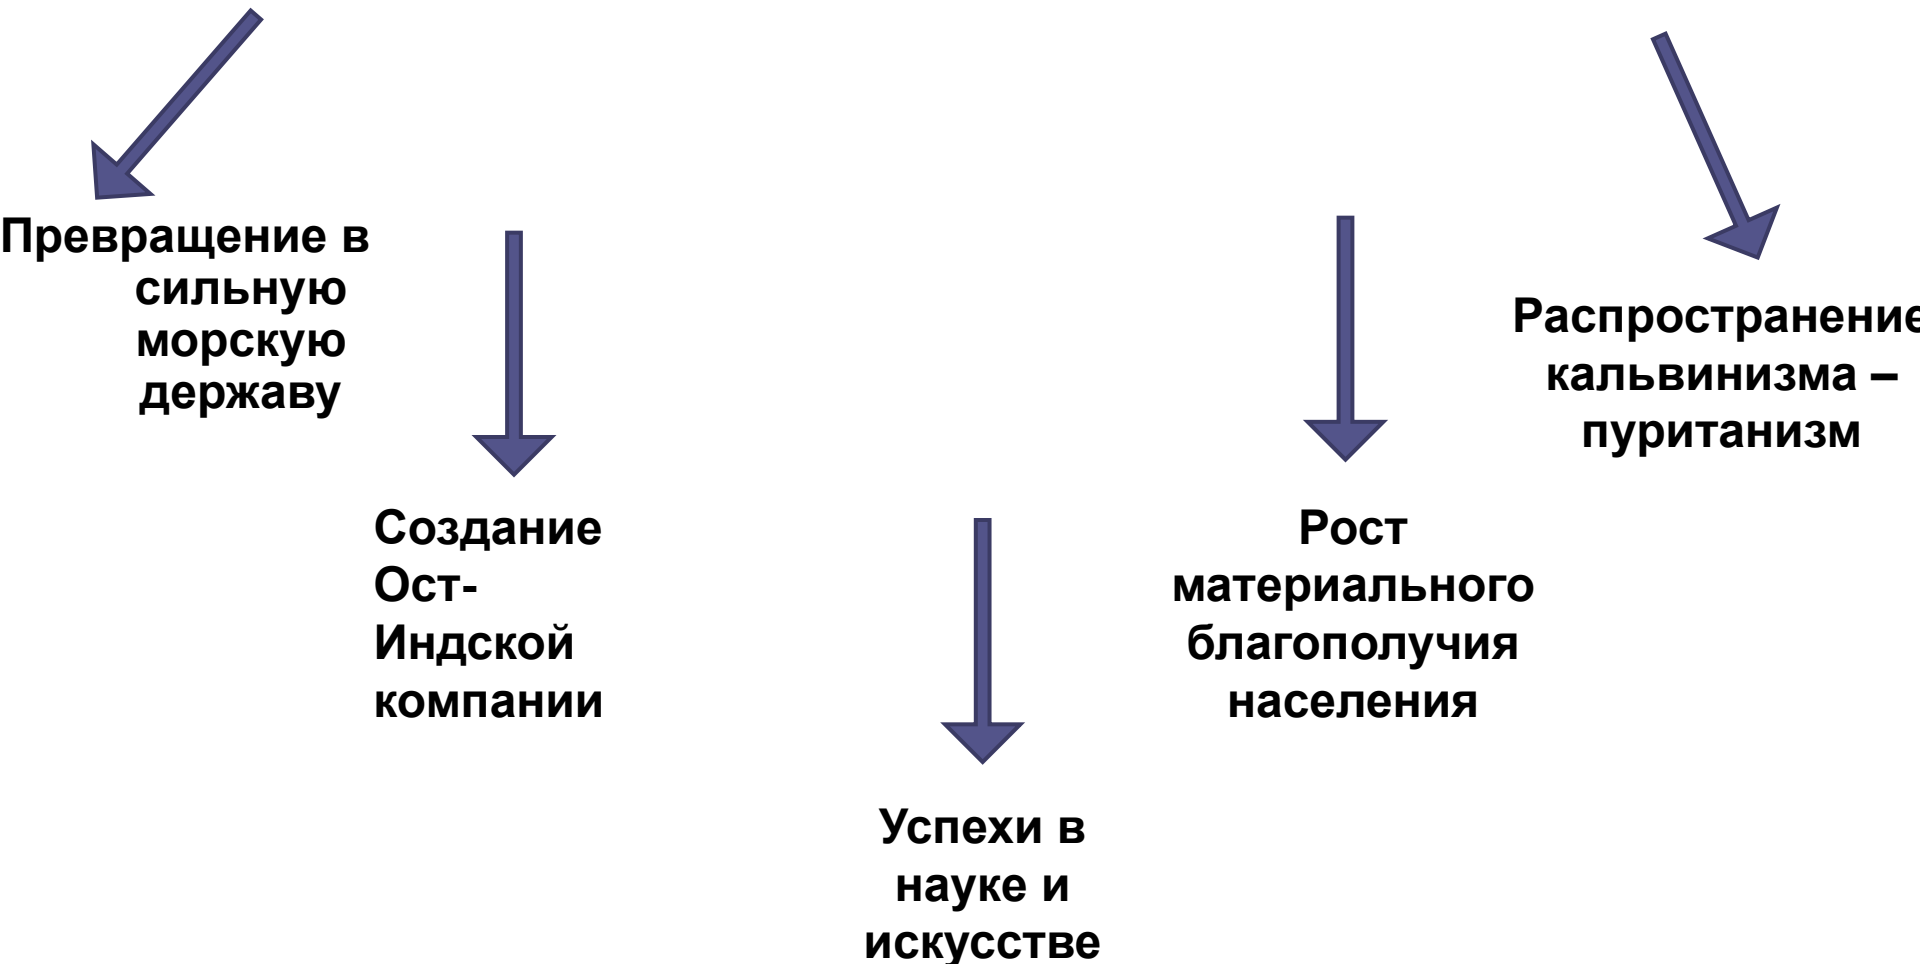 Превращение в
сильную
морскую
державу
Создание
Ост-
Индской
компании
Успехи в
науке и
искусстве
Рост
материального
благополучия
населения
Распространение
кальвинизма –
пуританизм